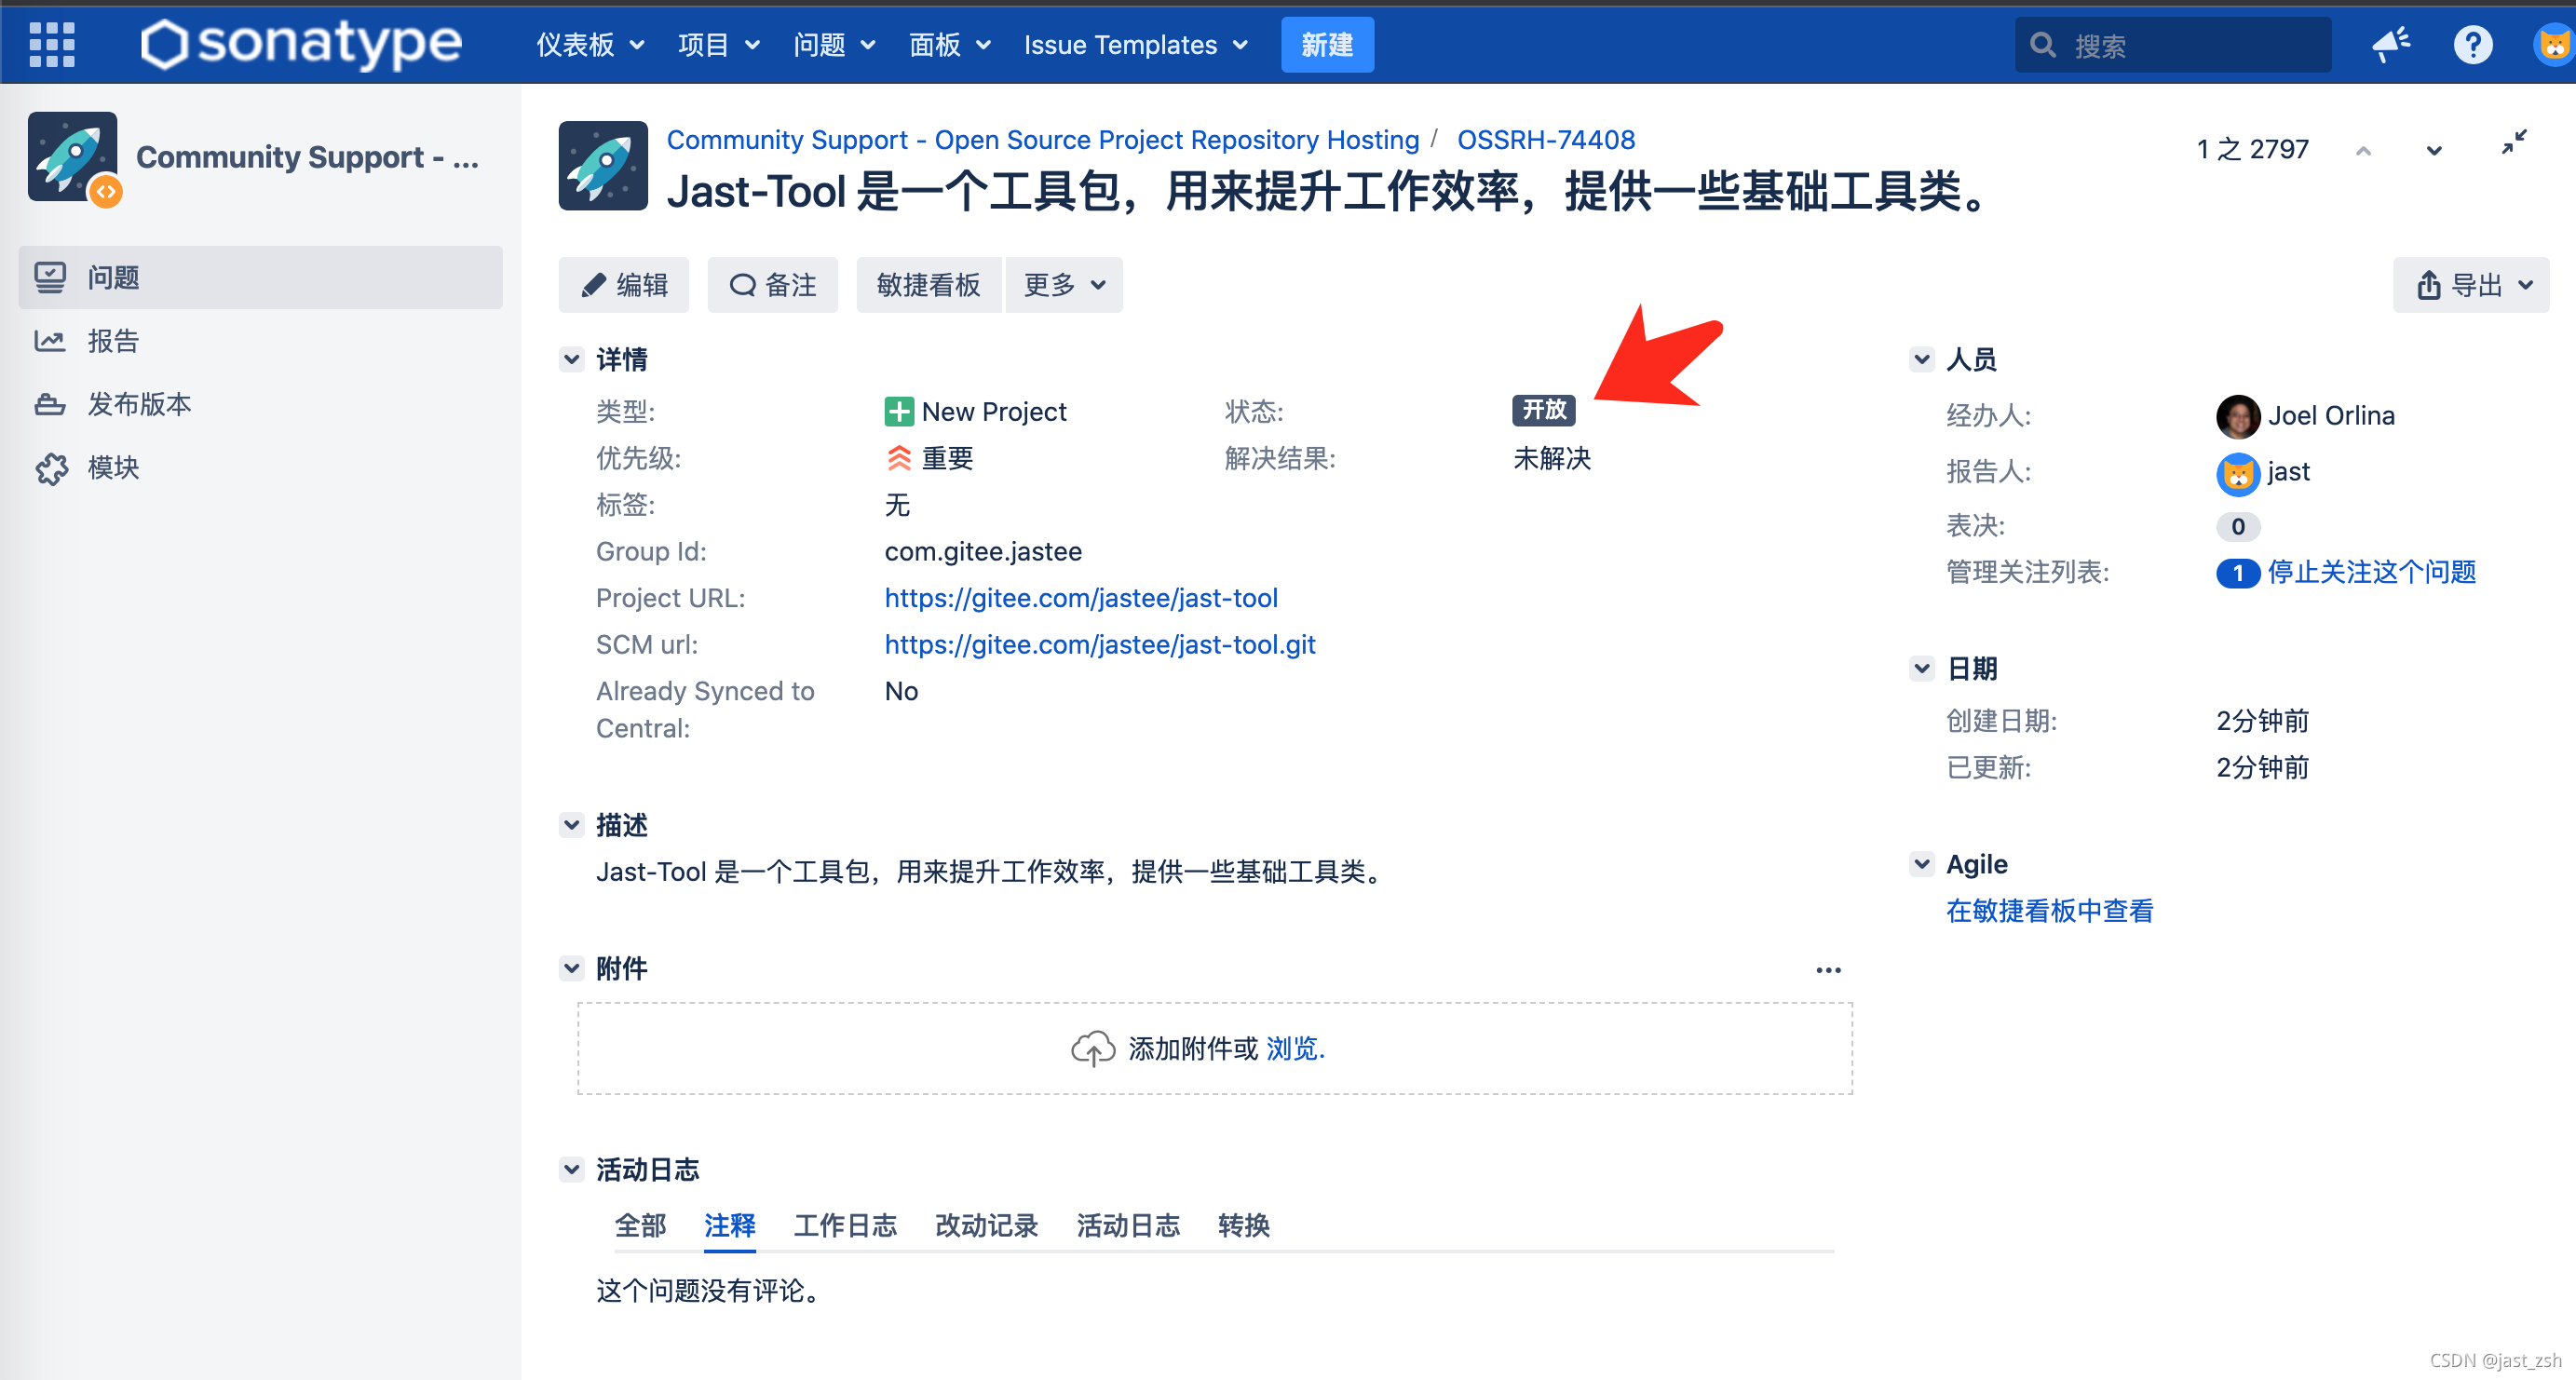 sonatype
仪表板 项目 问题 面板 Issue Templates 新建 搜索
Community Support - ...
问题
报告
发布版本
模块
Community Support - Open Source Project Repository Hosting / OSSRH-74408
Jast-Tool 是一个工具包，用来提升工作效率，提供一些基础工具类。
1 之 2797
编辑 备注 敏捷看板 更多 导出
详情
类型: New Project 状态: 开放
优先级: 重要 解决结果: 未解决
标签: 无
Group Id: com.gitee.jastee
Project URL: https://gitee.com/jastee/jast-tool
SCM url: https://gitee.com/jastee/jast-tool.git
Already Synced to Central: No
描述
Jast-Tool 是一个工具包，用来提升工作效率，提供一些基础工具类。
附件
添加附件或 浏览.
活动日志
全部 注释 工作日志 改动记录 活动日志 转换
这个问题没有评论。
人员
经办人: Joel Orlina
报告人: jast
表决: 0
管理关注列表: 1 停止关注这个问题
日期
创建日期: 2分钟前
已更新: 2分钟前
Agile
在敏捷看板中查看
CSDN @jast_zsh